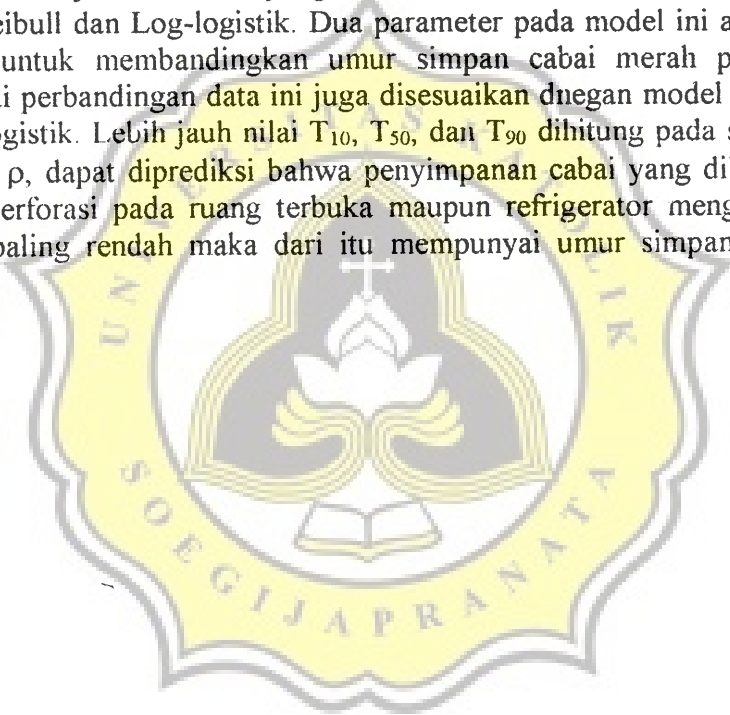 eibull dan Log-logistik. Dua parameter pada model ini a
untuk membandingkan umur simpan cabai merah p
i perbandingan data ini juga disesuaikan dnegan model
ogistik. Lebih jauh nilai T10, T50, dan T90 dihitung pada s
ρ, dapat diprediksi bahwa penyimpanan cabai yang di
erforasi pada ruang terbuka maupun refrigerator meng
paling rendah maka dari itu mempunyai umur simpan
UNIVERSITAS KATOLIK
SOEGIJAPRANATA